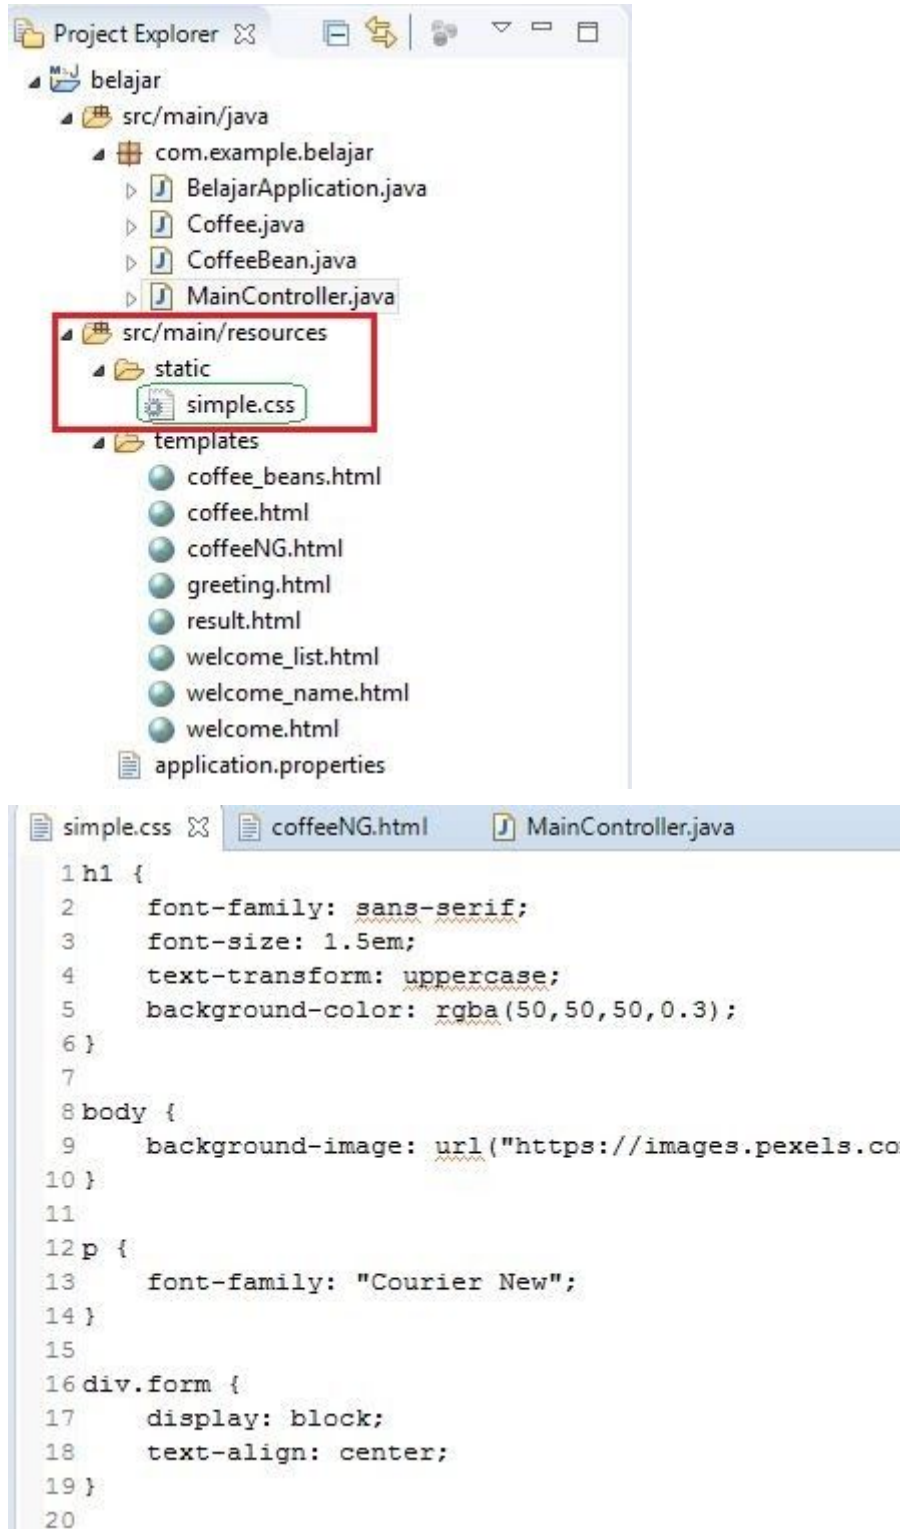 Project Explorer
belajar
src/main/java
com.example.belajar
BelajarApplication.java
Coffee.java
CoffeeBean.java
MainController.java
src/main/resources
static
simple.css
templates
coffee_beans.html
coffee.html
coffeeNG.html
greeting.html
result.html
welcome_list.html
welcome_name.html
welcome.html
application.properties
simple.css coffeeNG.html MainController.java
1 h1 {
2 font-family: sans-serif;
3 font-size: 1.5em;
4 text-transform: uppercase;
5 background-color: rgba(50,50,50,0.3);
6 }
7
8 body {
9 background-image: url("https://images.pexels.co
10 }
11
12 p {
13 font-family: "Courier New";
14 }
15
16 div.form {
17 display: block;
18 text-align: center;
19 }
20